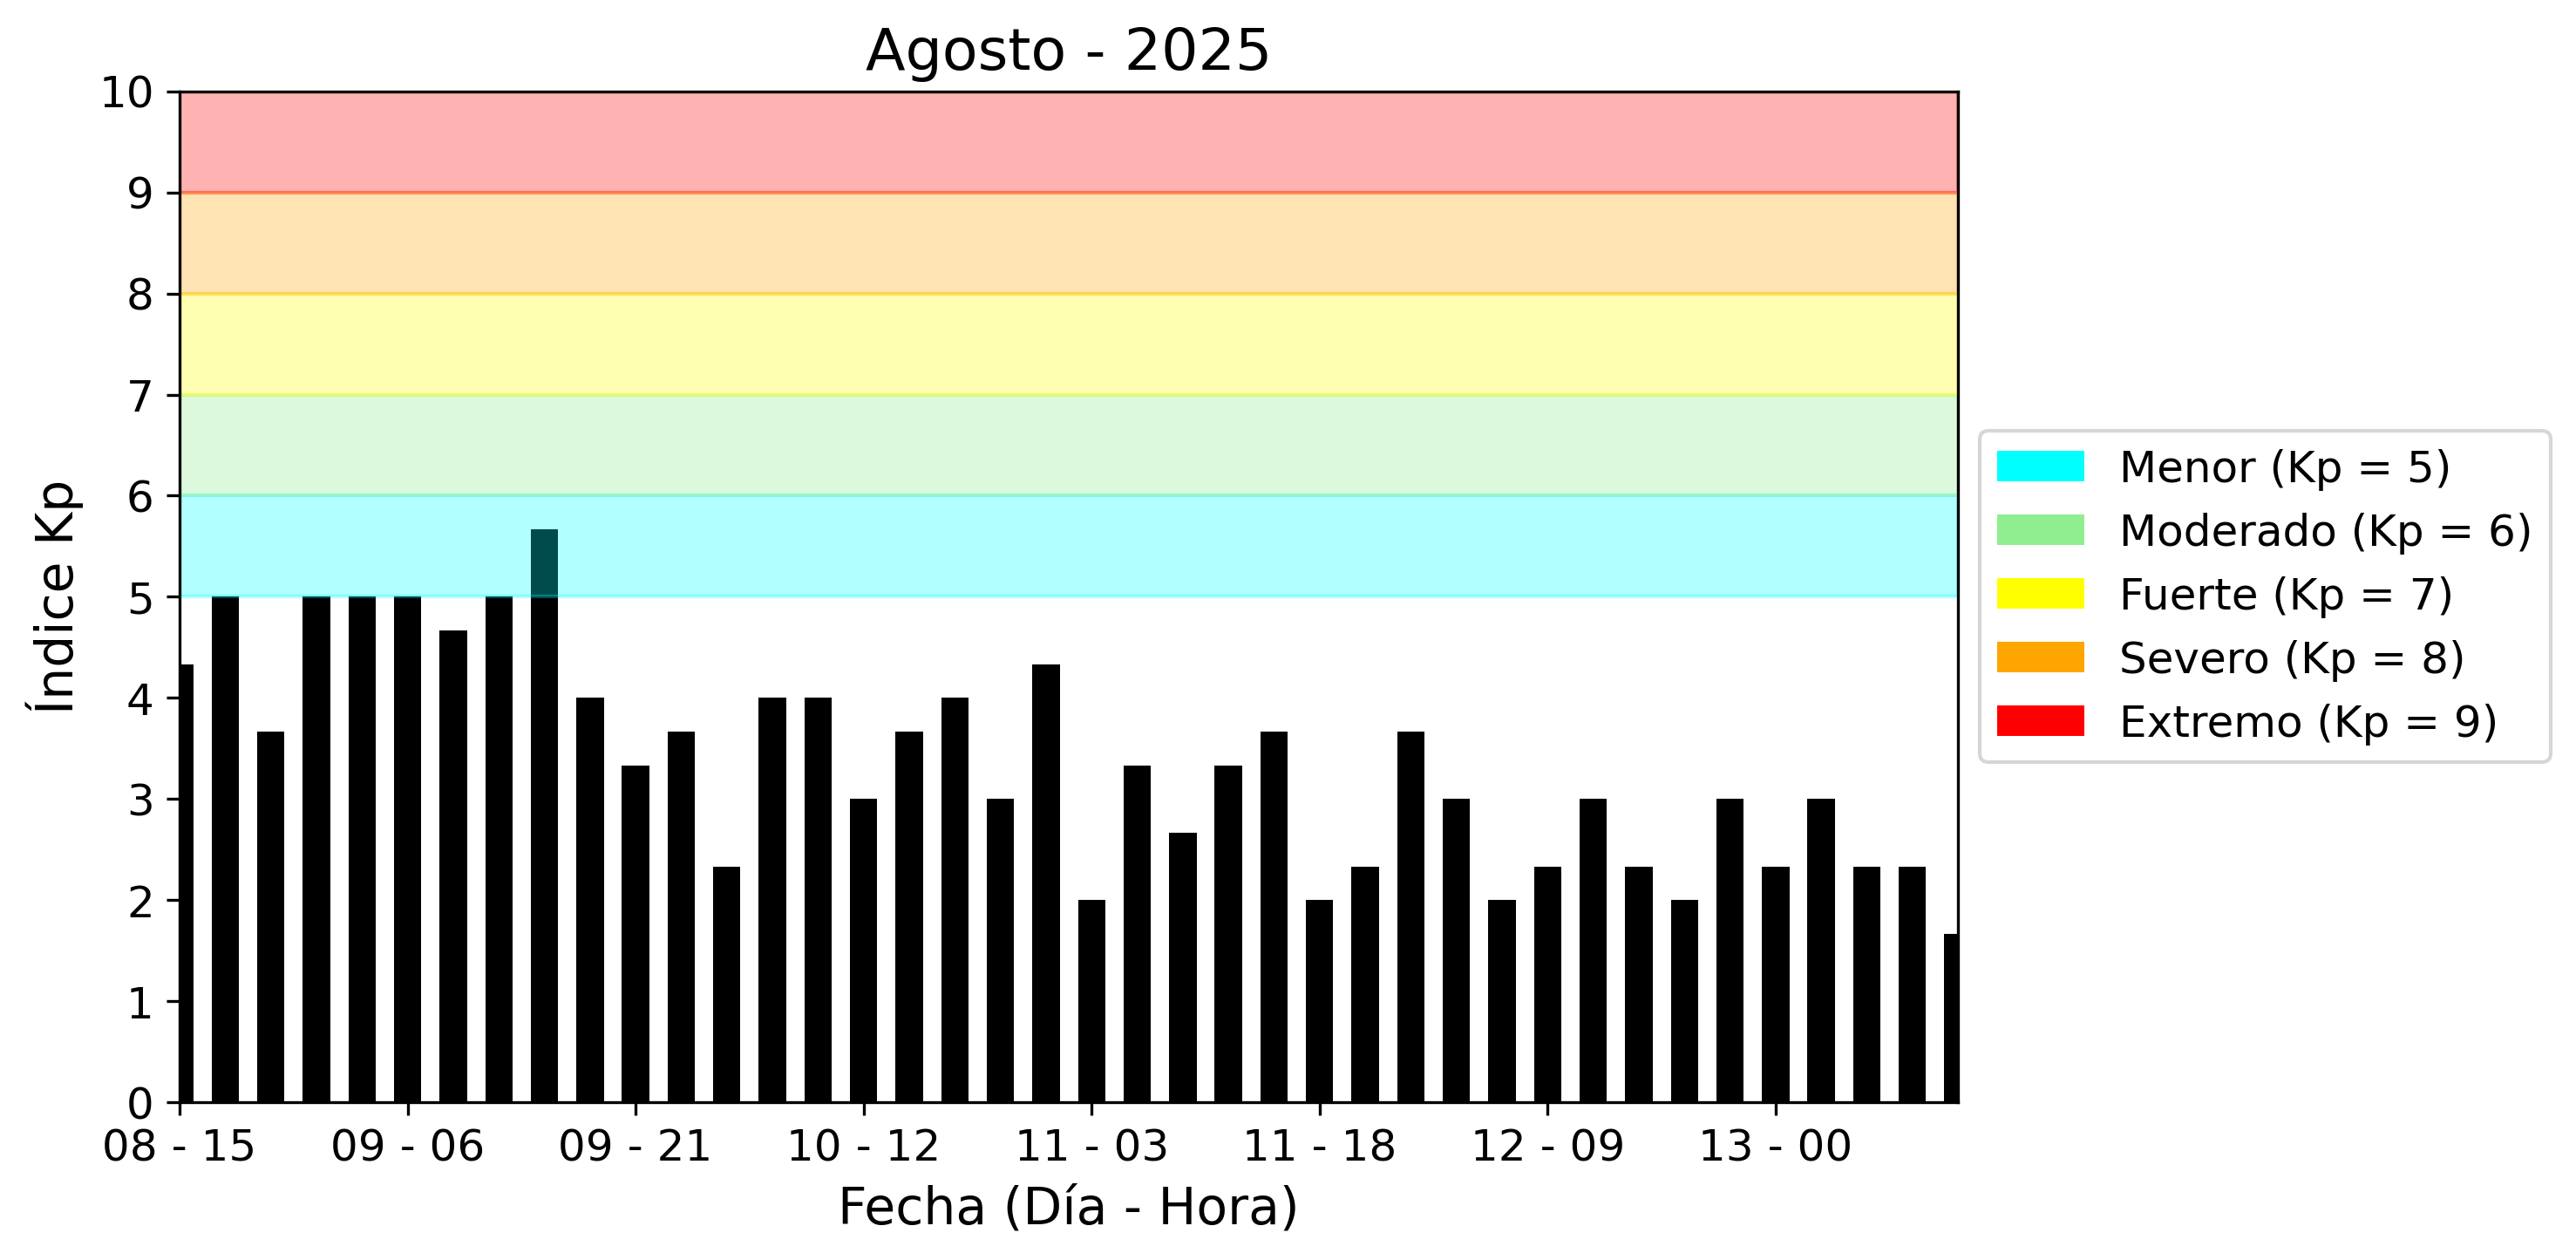 Agosto - 2025
10
9
8
7
6
5
4
3
2
1
0
Índice Kp
08 - 15
09 - 06
09 - 21
10 - 12
11 - 03
11 - 18
12 - 09
13 - 00
Fecha (Día - Hora)
Menor (Kp = 5)
Moderado (Kp = 6)
Fuerte (Kp = 7)
Severo (Kp = 8)
Extremo (Kp = 9)